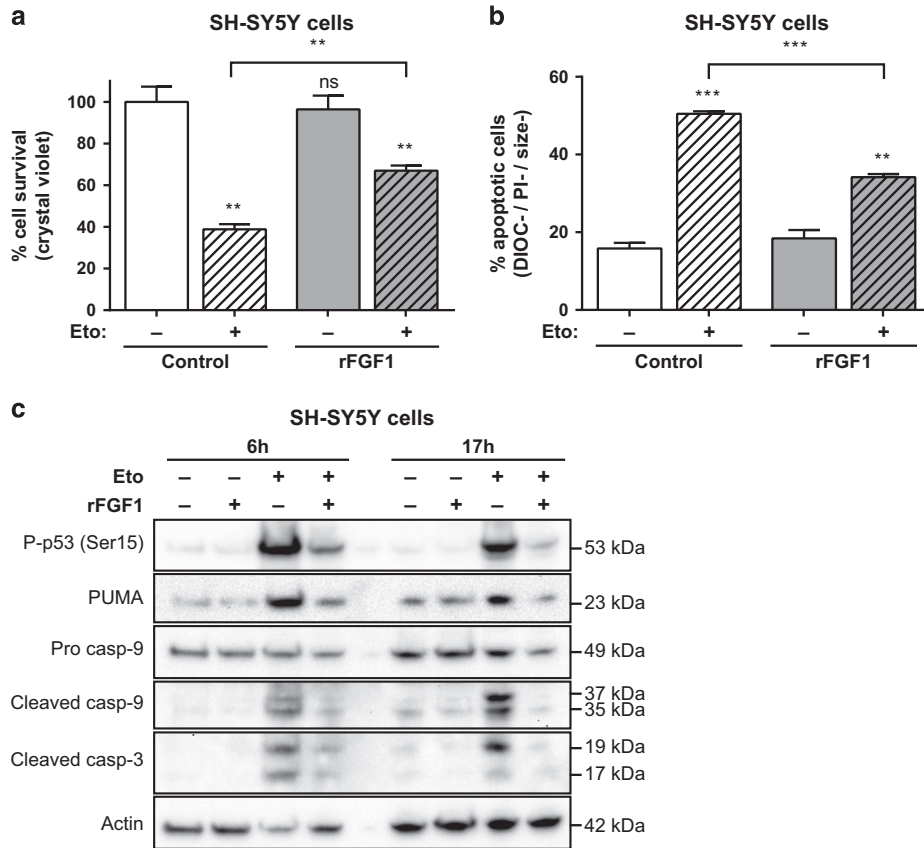 a
SH-SY5Y cells
**
ns
**
**
% cell survival
(crystal violet)
100
80
60
40
20
0
Eto: – + – +
Control rFGF1
b
SH-SY5Y cells
***
***
**
% apoptotic cells
(DIOC- / PI- / size-)
60
40
20
0
Eto: – + – +
Control rFGF1
c
SH-SY5Y cells
6h 17h
Eto – – + + – – + +
rFGF1 – + – + – + – +
P-p53 (Ser15) 53 kDa
PUMA 23 kDa
Pro casp-9 49 kDa
Cleaved casp-9 37 kDa
35 kDa
Cleaved casp-3 19 kDa
17 kDa
Actin 42 kDa